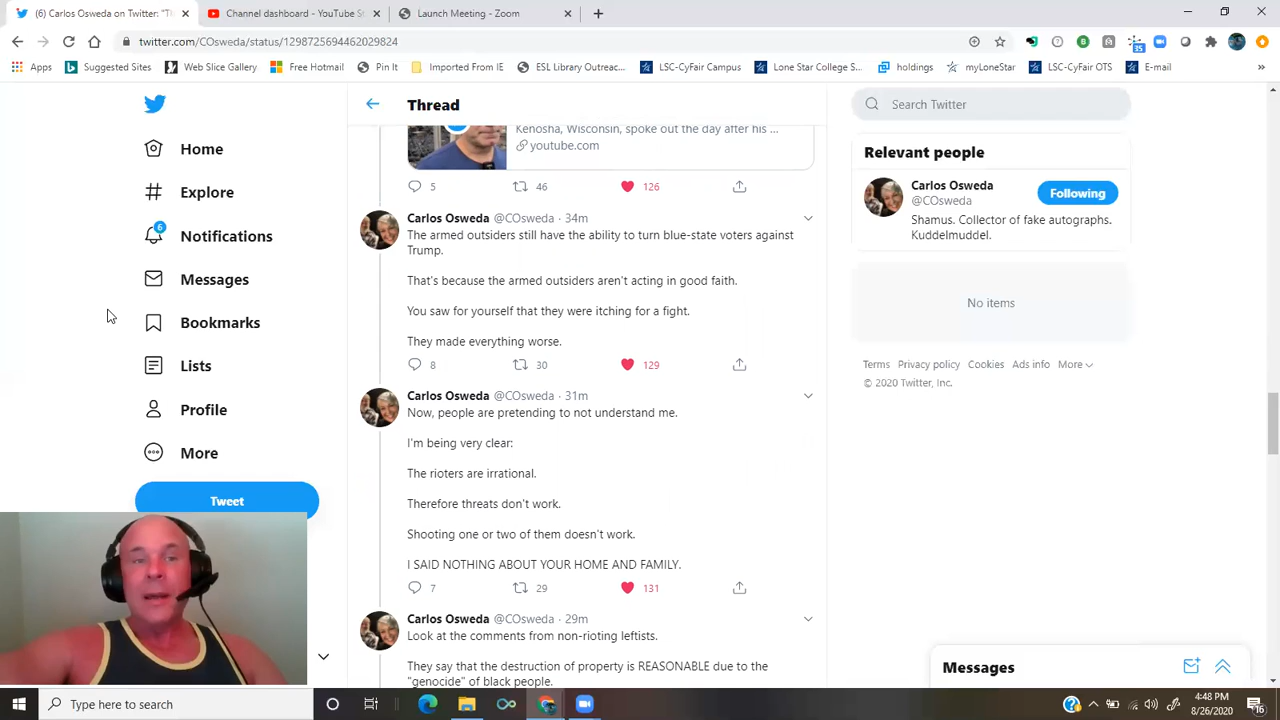 (6) Carlos Osweda on Twitter: "T
Channel dashboard - YouTube St
Launch Meeting - Zoom
twitter.com/COsweda/status/1298725694462029824
35
Apps
Suggested Sites
Web Slice Gallery
Free Hotmail
Pin It
Imported From IE
ESL Library Outreac...
LSC-CyFair Campus
Lone Star College S...
holdings
myLoneStar
LSC-CyFair OTS
E-mail
»
Home
Explore
6
Notifications
Messages
Bookmarks
Lists
Profile
More
Tweet
Thread
Kenosha, Wisconsin, spoke out the day after his ...
youtube.com
5 46 126
Carlos Osweda @COsweda · 34m
The armed outsiders still have the ability to turn blue-state voters against
Trump.
That's because the armed outsiders aren't acting in good faith.
You saw for yourself that they were itching for a fight.
They made everything worse.
8 30 129
Carlos Osweda @COsweda · 31m
Now, people are pretending to not understand me.
I'm being very clear:
The rioters are irrational.
Therefore threats don't work.
Shooting one or two of them doesn't work.
I SAID NOTHING ABOUT YOUR HOME AND FAMILY.
7 29 131
Carlos Osweda @COsweda · 29m
Look at the comments from non-rioting leftists.
They say that the destruction of property is REASONABLE due to the
"genocide" of black people.
Search Twitter
Relevant people
Carlos Osweda
@COsweda
Following
Shamus. Collector of fake autographs.
Kuddelmuddel.
No items
Terms Privacy policy Cookies Ads info More
© 2020 Twitter, Inc.
Messages
Type here to search
4:48 PM
8/26/2020
16